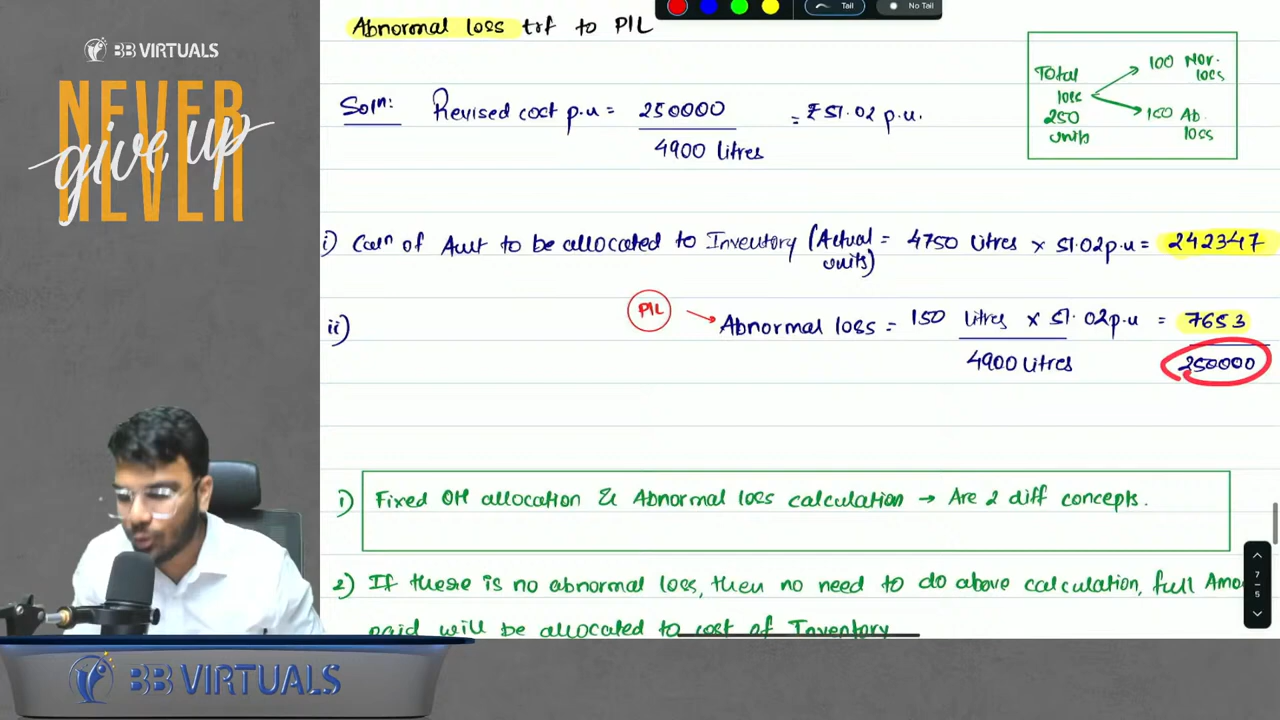 BB VIRTUALS
NEVER
give up
NEVER
Tail
No Tail
Abnormal loss trf to P/L
Total
loss
250
units
100 Nor.
loss
150 Ab.
loss
Soln: Revised cost p.u = 250000 = ₹51.02 p.u.
4900 litres
i) Caln of Amt to be allocated to Inventory (Actual = 4750 litres x 51.02p.u = 242347
units)
ii) P/L → Abnormal loss = 150 litres x 51.02p.u = 7653
4900 litres 250000
1) Fixed OH allocation & Abnormal loss calculation → Are 2 diff concepts.
2) If there is no abnormal loss, then no need to do above calculation, full Amo
paid will be allocated to cost of Inventory
7
5
BB VIRTUALS